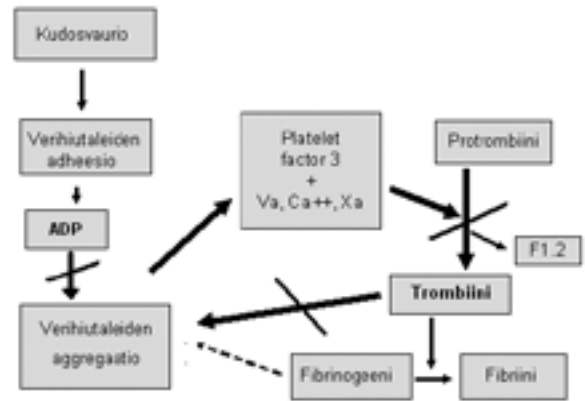 Kudosvaurio
Verihiutaleiden
adheesio
ADP
Verihiutaleiden
aggregaatio
Platelet
factor 3
+
Va, Ca++, Xa
Protrombiini
F1.2
Trombiini
Fibrinogeeni
Fibriini